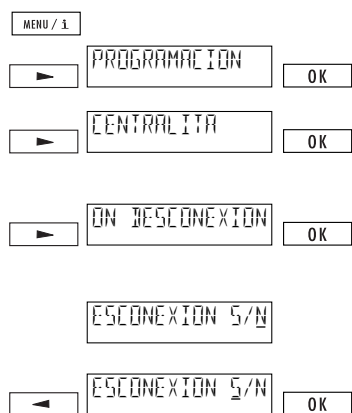 MENU / i
PROGRAMACION
OK
CENTRALITA
OK
ON DESCONEXION
OK
ESCONEXION S/N
ESCONEXION S/N
OK